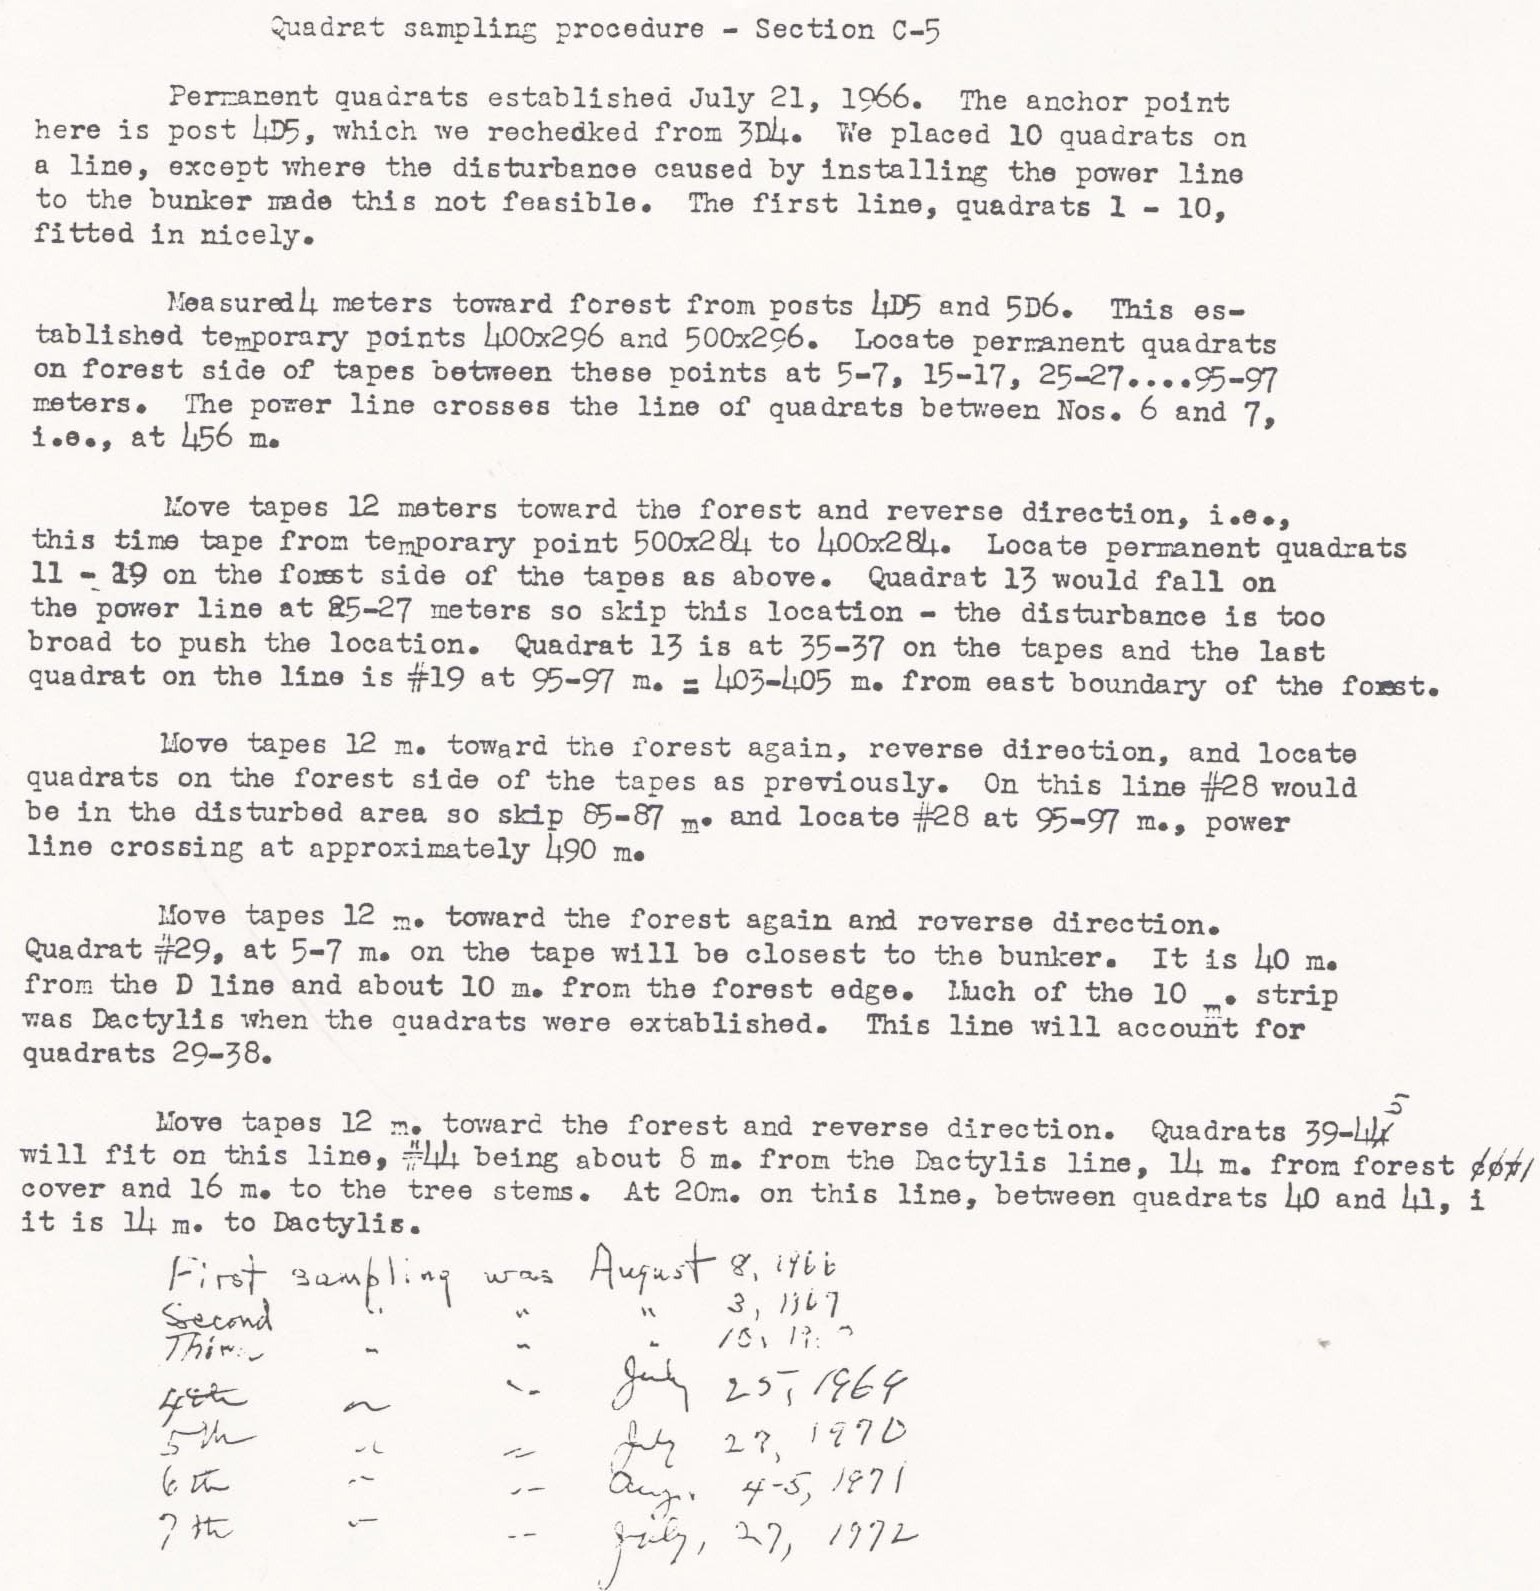 Quadrat sampling procedure - Section C-5
Permanent quadrats established July 21, 1966. The anchor point
here is post 4D5, which we rechedked from 3D4. We placed 10 quadrats on
a line, except where the disturbance caused by installing the power line
to the bunker made this not feasible. The first line, quadrats 1 - 10,
fitted in nicely.
Measured 4 meters toward forest from posts 4D5 and 5D6. This es-
tablished temporary points 400x296 and 500x296. Locate permanent quadrats
on forest side of tapes between these points at 5-7, 15-17, 25-27....95-97
meters. The power line crosses the line of quadrats between Nos. 6 and 7,
i.e., at 456 m.
Move tapes 12 meters toward the forest and reverse direction, i.e.,
this time tape from temporary point 500x284 to 400x284. Locate permanent quadrats
11 - 19 on the forest side of the tapes as above. Quadrat 13 would fall on
the power line at 25-27 meters so skip this location - the disturbance is too
broad to push the location. Quadrat 13 is at 35-37 on the tapes and the last
quadrat on the line is #19 at 95-97 m. = 403-405 m. from east boundary of the forest.
Move tapes 12 m. toward the forest again, reverse direction, and locate
quadrats on the forest side of the tapes as previously. On this line #28 would
be in the disturbed area so skip 85-87 m. and locate #28 at 95-97 m., power
line crossing at approximately 490 m.
Move tapes 12 m. toward the forest again and reverse direction.
Quadrat #29, at 5-7 m. on the tape will be closest to the bunker. It is 40 m.
from the D line and about 10 m. from the forest edge. Much of the 10 m. strip
was Dactylis when the quadrats were extablished. This line will account for
quadrats 29-38.
Move tapes 12 m. toward the forest and reverse direction. Quadrats 39-45
will fit on this line, #44 being about 8 m. from the Dactylis line, 14 m. from forest
cover and 16 m. to the tree stems. At 20m. on this line, between quadrats 40 and 41, i
it is 14 m. to Dactylis.
First sampling was August 8, 1966
Second " " " 3, 1967
Third " " " 15,
4th " " July 25, 1969
5th " " July 27, 1970
6th " " Aug. 4-5, 1971
7th " " July, 27, 1972